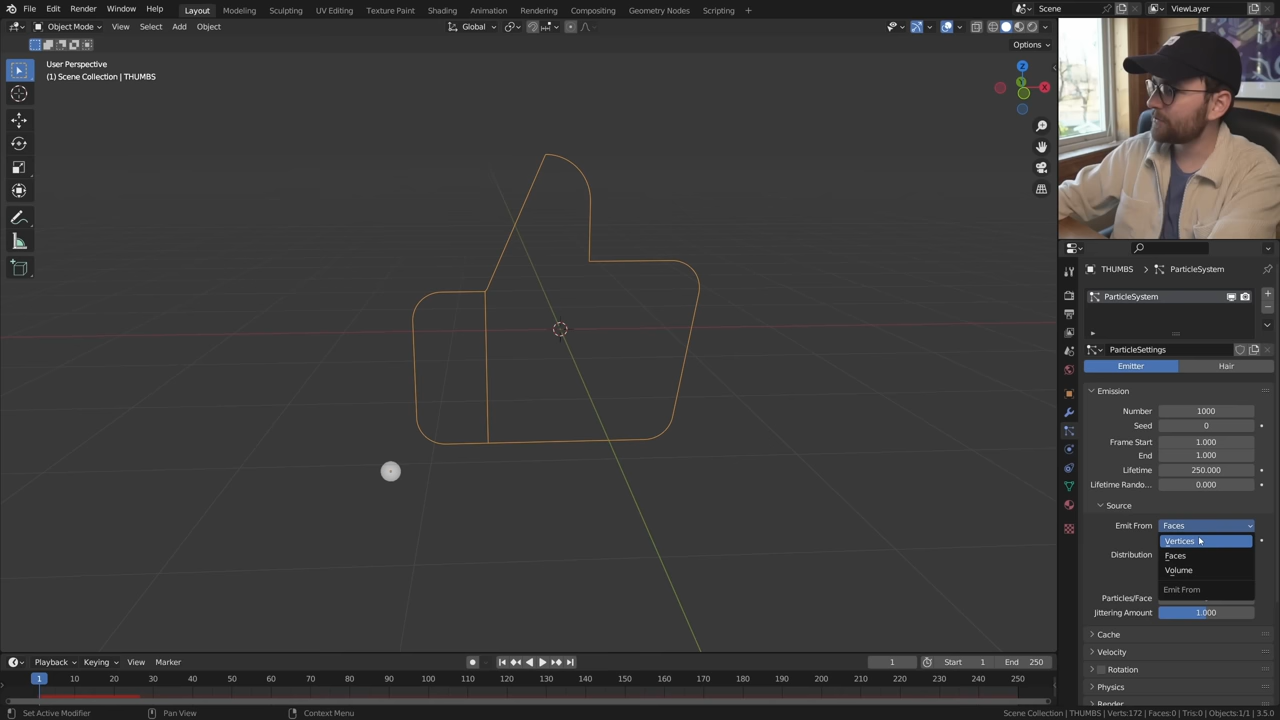 File Edit Render Window Help Layout Modeling Sculpting UV Editing Texture Paint Shading Animation Rendering Compositing Geometry Nodes Scripting + Scene ViewLayer
Object Mode View Select Add Object Global
Options
User Perspective
(1) Scene Collection | THUMBS
Z
Y
X
THUMBS > ParticleSystem
ParticleSystem
ParticleSettings
Emitter Hair
Emission
Number 1000
Seed 0
Frame Start 1.000
End 1.000
Lifetime 250.000
Lifetime Rando... 0.000
Source
Emit From Faces
Vertices
Distribution Faces
Volume
Emit From
Particles/Face
Jittering Amount 1.000
Cache
Velocity
Rotation
Physics
Render
Playback Keying View Marker 1 Start 1 End 250
1 10 20 30 40 50 60 70 80 90 100 110 120 130 140 150 160 170 180 190 200 210 220 230 240 250
Set Active Modifier Pan View Context Menu Scene Collection | THUMBS | Verts:172 | Faces:0 | Tris:0 | Objects:1/1 | 3.5.0